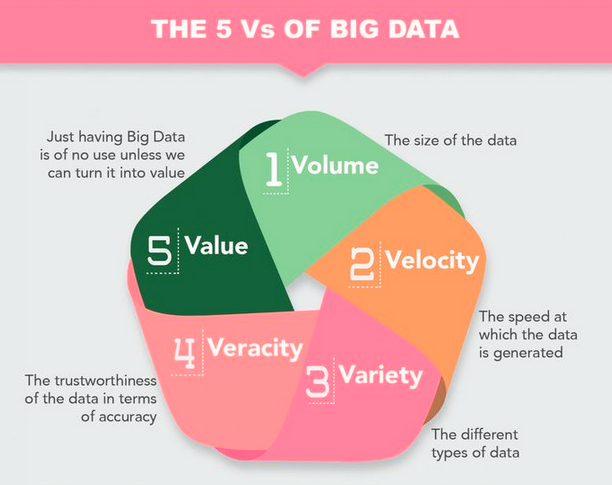 THE 5 Vs OF BIG DATA
1 Volume
The size of the data
2 Velocity
The speed at
which the data
is generated
3 Variety
The different
types of data
4 Veracity
The trustworthiness
of the data in terms
of accuracy
5 Value
Just having Big Data
is of no use unless we
can turn it into value